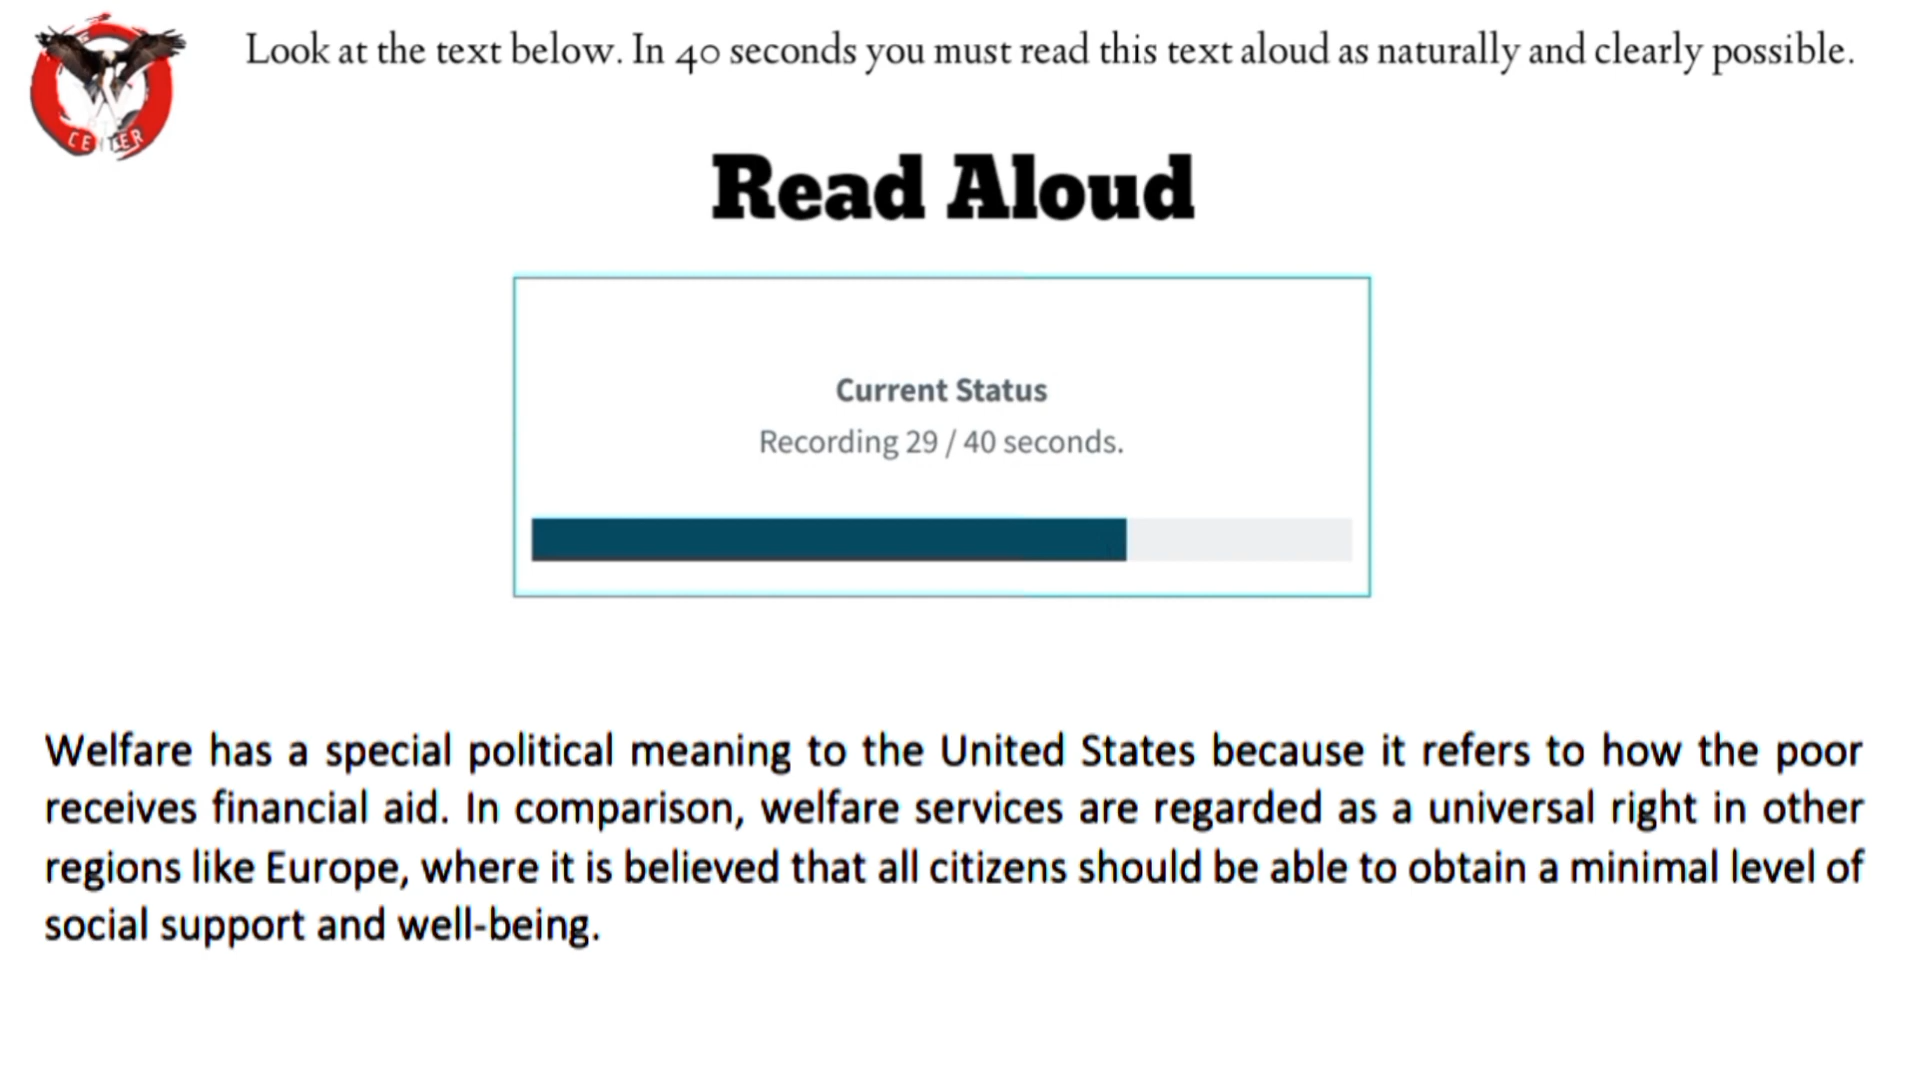 CENTER
Look at the text below. In 40 seconds you must read this text aloud as naturally and clearly possible.
Read Aloud
Current Status
Recording 29 / 40 seconds.
Welfare has a special political meaning to the United States because it refers to how the poor
receives financial aid. In comparison, welfare services are regarded as a universal right in other
regions like Europe, where it is believed that all citizens should be able to obtain a minimal level of
social support and well-being.